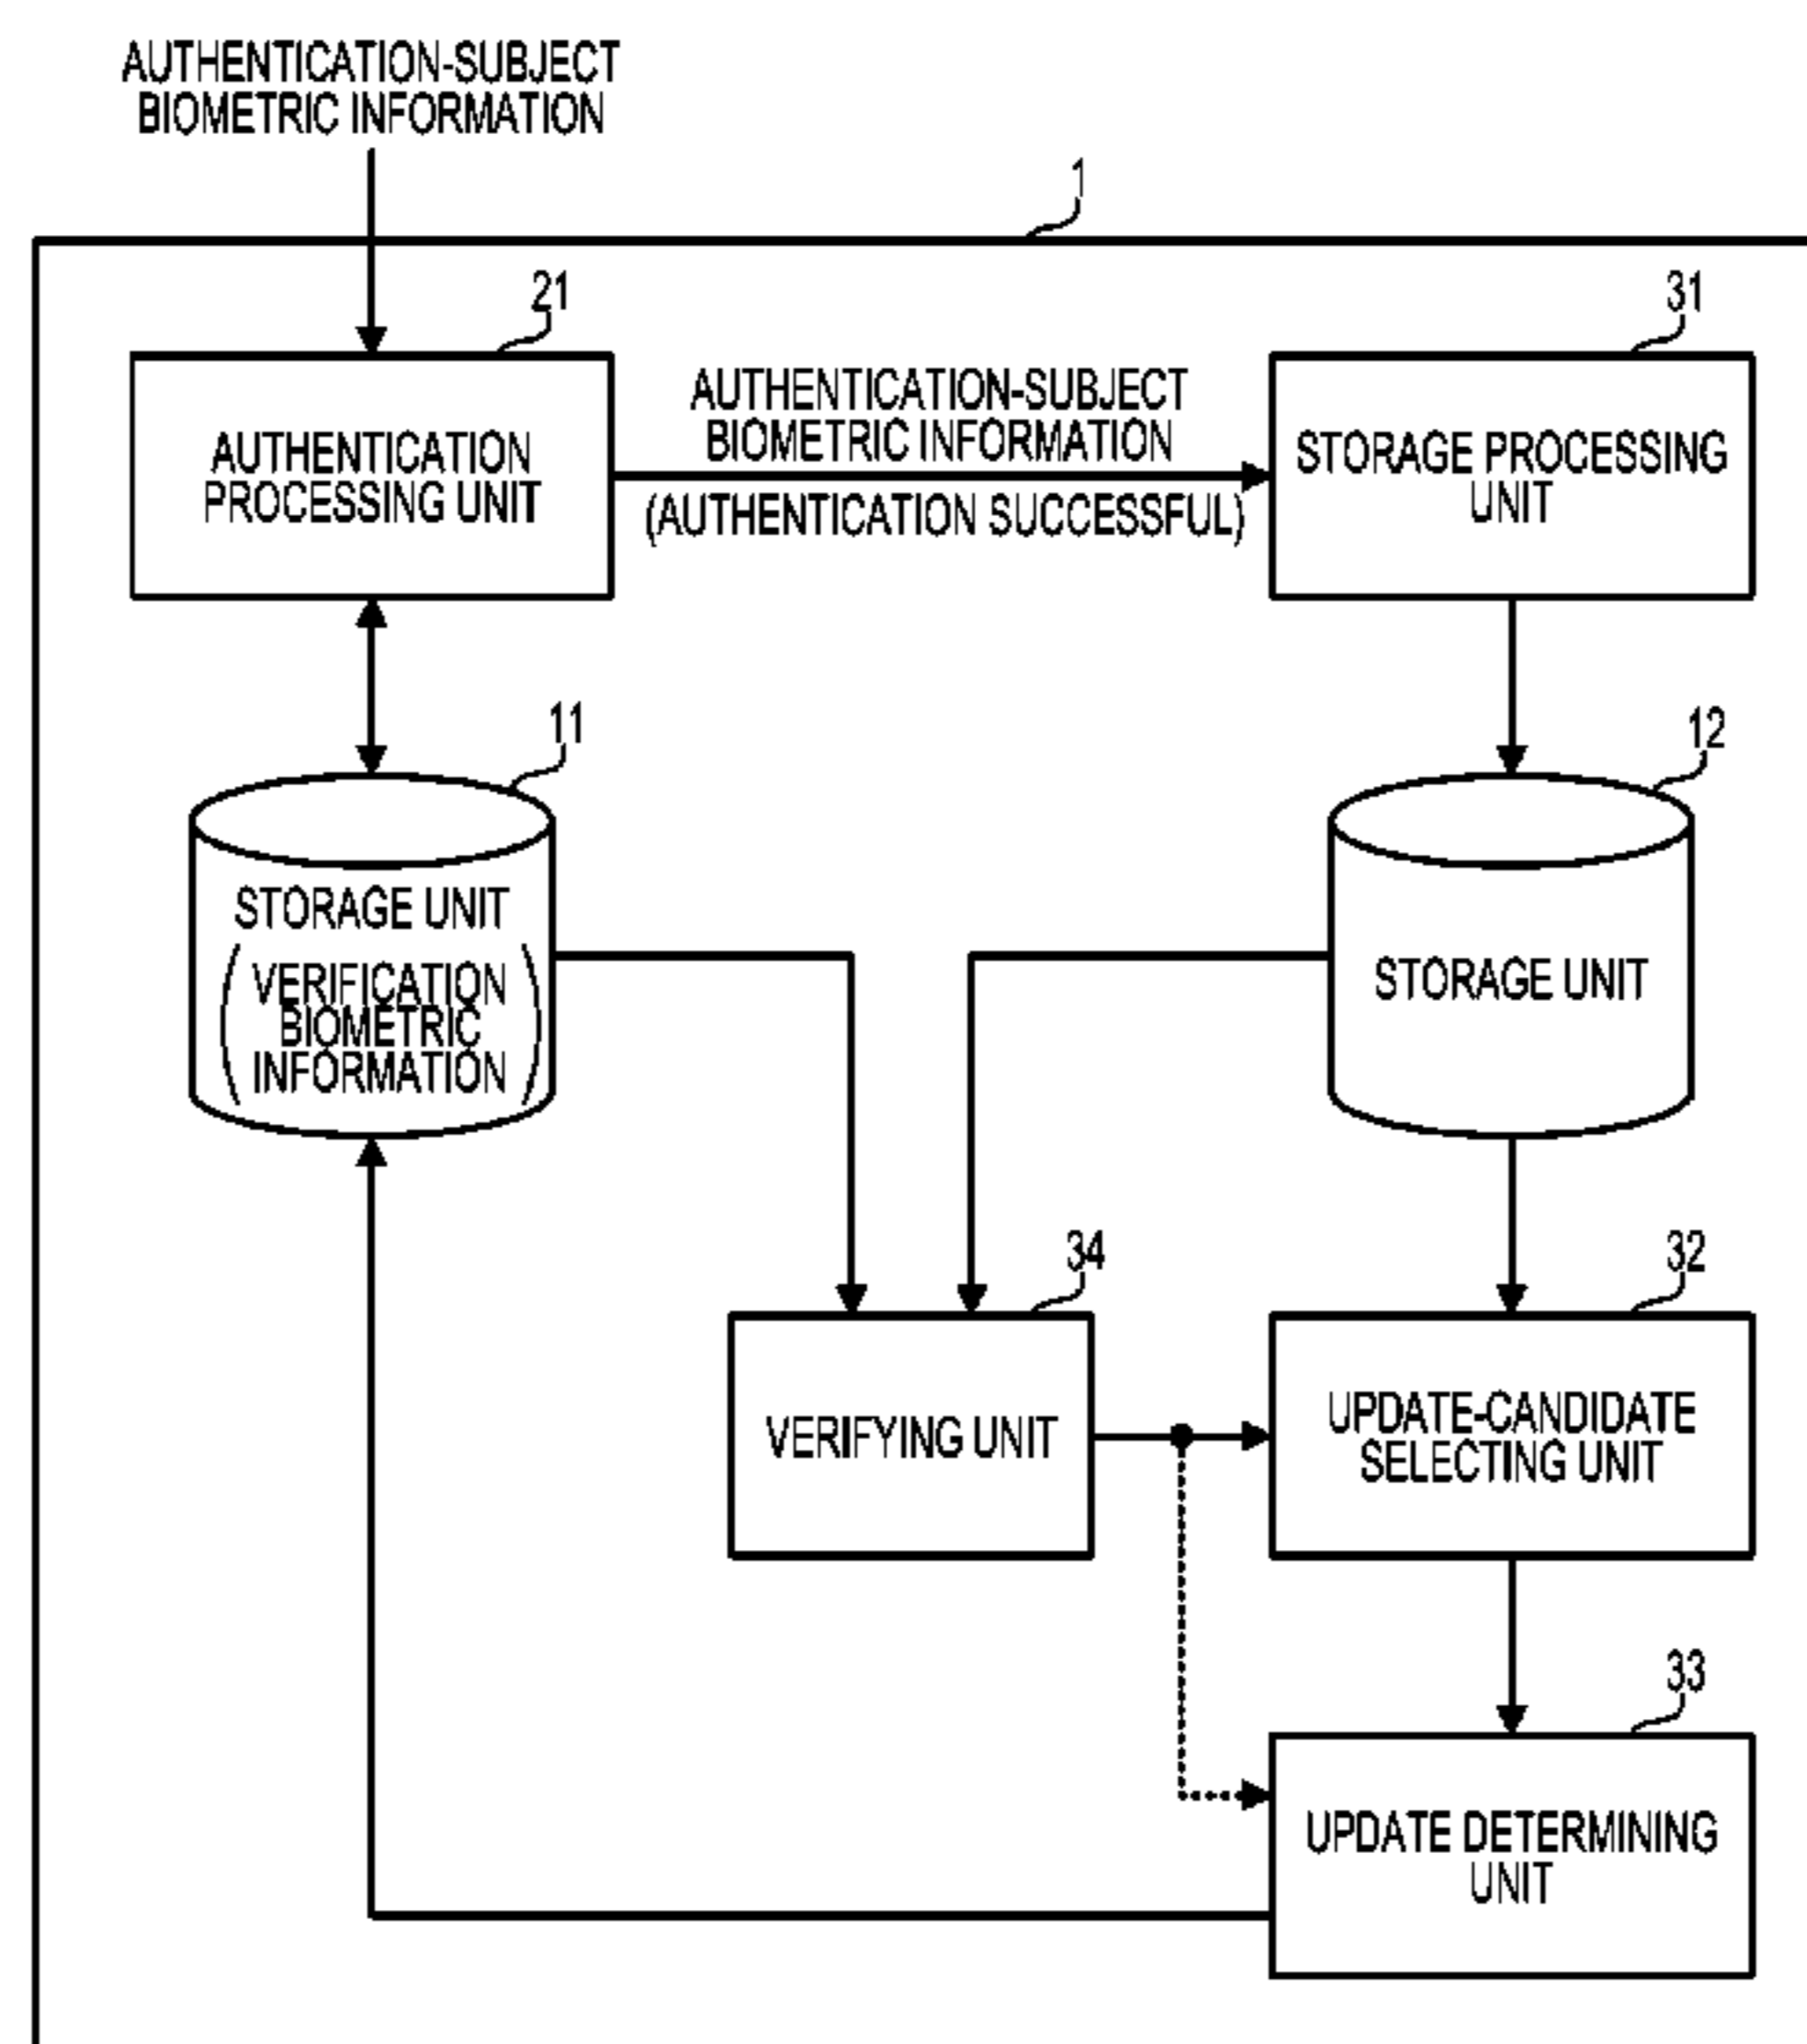 AUTHENTICATION-SUBJECT
BIOMETRIC INFORMATION
1
21
31
AUTHENTICATION
PROCESSING UNIT
AUTHENTICATION-SUBJECT
BIOMETRIC INFORMATION
(AUTHENTICATION SUCCESSFUL)
STORAGE PROCESSING
UNIT
11
12
STORAGE UNIT
(VERIFICATION
BIOMETRIC
INFORMATION)
STORAGE UNIT
34
32
VERIFYING UNIT
UPDATE-CANDIDATE
SELECTING UNIT
33
UPDATE DETERMINING
UNIT